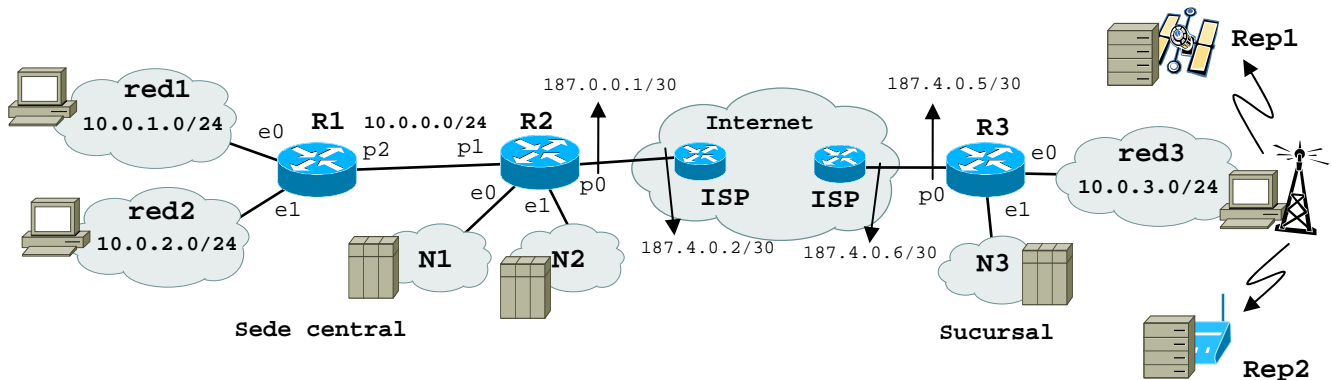 Rep1
187.0.0.1/30
187.4.0.5/30
red1
10.0.1.0/24
e0
R1
10.0.0.0/24
p2
p1
R2
Internet
R3
e0
red3
10.0.3.0/24
e0
e1
p0
ISP
ISP
p0
e1
e1
red2
10.0.2.0/24
N1
N2
187.4.0.2/30
187.4.0.6/30
N3
Sede central
Sucursal
Rep2